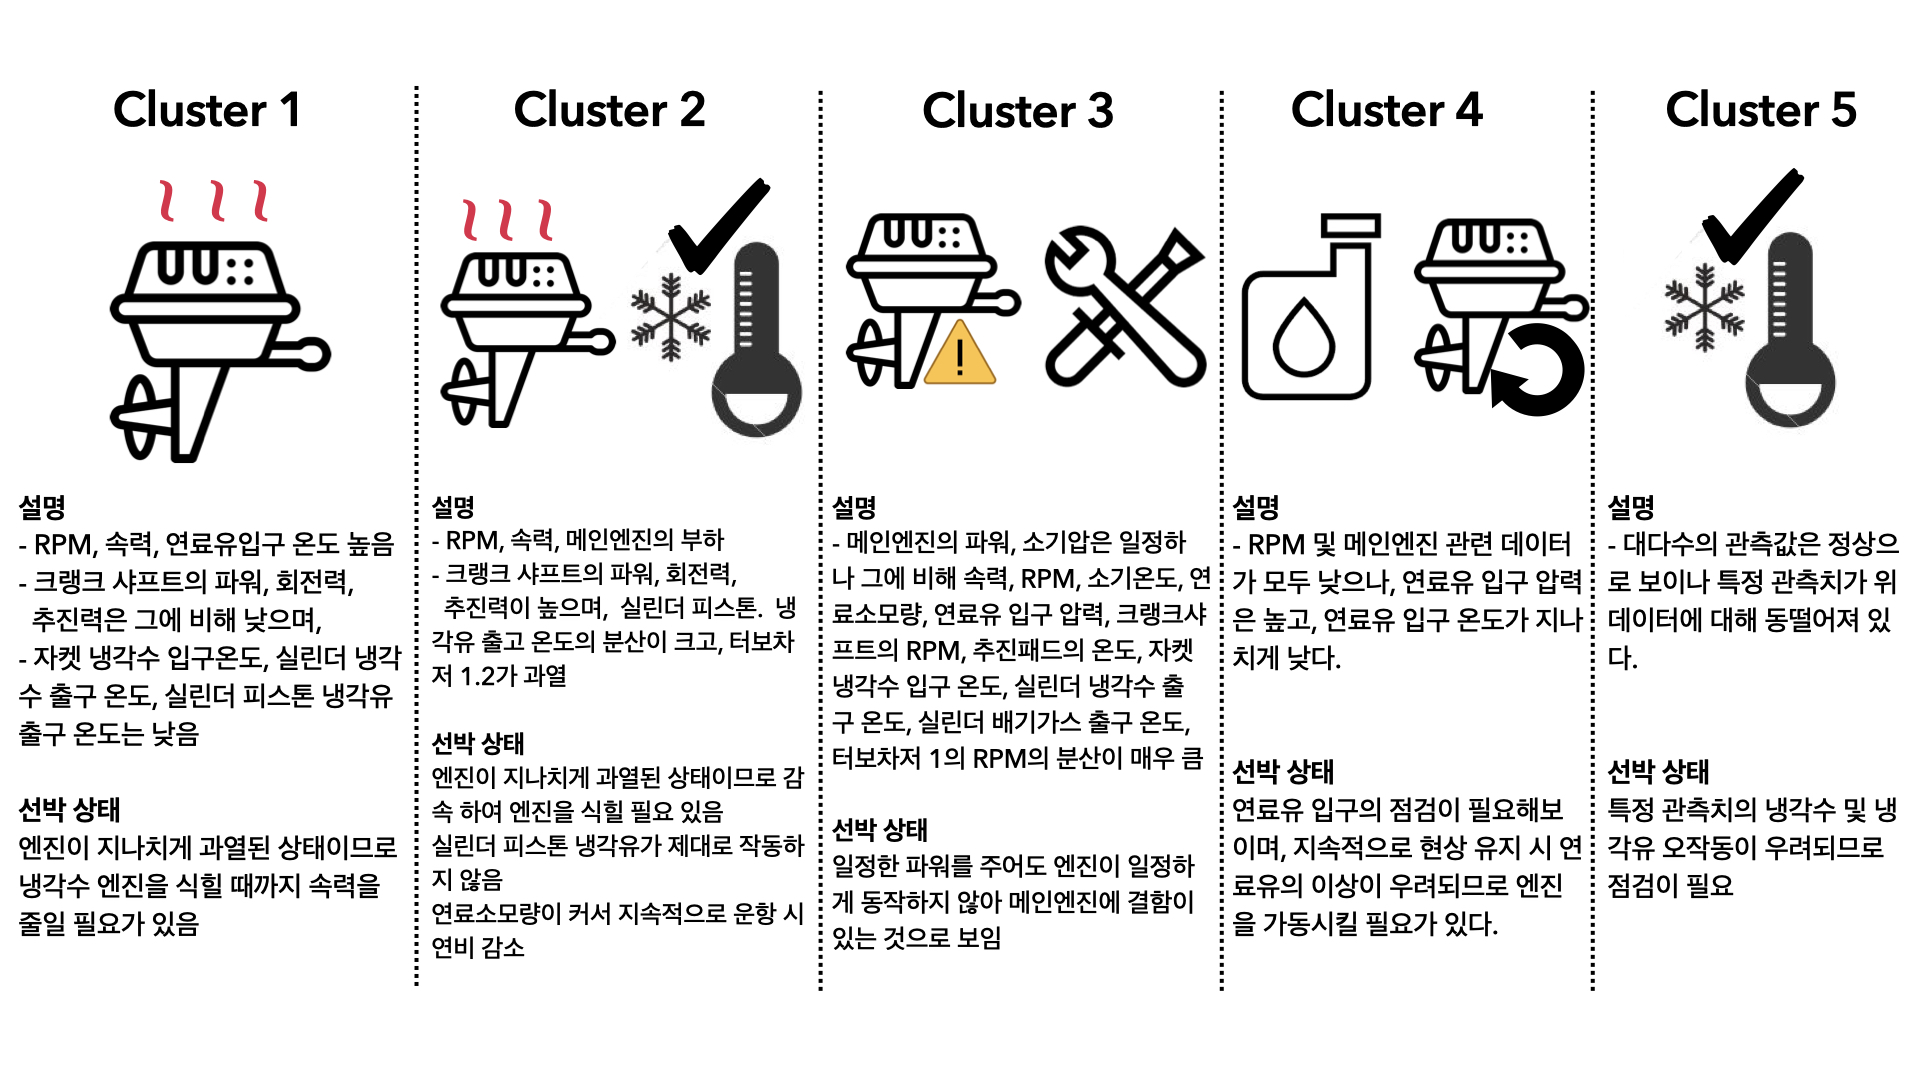 Cluster 1
설명
- RPM, 속력, 연료유입구 온도 높음
- 크랭크 샤프트의 파워, 회전력,
추진력은 그에 비해 낮으며,
- 자켓 냉각수 입구온도, 실린더 냉각
수 출구 온도, 실린더 피스톤 냉각유
출구 온도는 낮음
선박 상태
엔진이 지나치게 과열된 상태이므로
냉각수 엔진을 식힐 때까지 속력을
줄일 필요가 있음
Cluster 2
설명
- RPM, 속력, 메인엔진의 부하
- 크랭크 샤프트의 파워, 회전력,
추진력이 높으며, 실린더 피스톤. 냉
각유 출고 온도의 분산이 크고, 터보차
저 1.2가 과열
선박 상태
엔진이 지나치게 과열된 상태이므로 감
속 하여 엔진을 식힐 필요 있음
실린더 피스톤 냉각유가 제대로 작동하
지 않음
연료소모량이 커서 지속적으로 운항 시
연비 감소
Cluster 3
설명
- 메인엔진의 파워, 소기압은 일정하
나 그에 비해 속력, RPM, 소기온도, 연
료소모량, 연료유 입구 압력, 크랭크샤
프트의 RPM, 추진패드의 온도, 자켓
냉각수 입구 온도, 실린더 냉각수 출
구 온도, 실린더 배기가스 출구 온도,
터보차저 1의 RPM의 분산이 매우 큼
선박 상태
일정한 파워를 주어도 엔진이 일정하
게 동작하지 않아 메인엔진에 결함이
있는 것으로 보임
Cluster 4
설명
- RPM 및 메인엔진 관련 데이터
가 모두 낮으나, 연료유 입구 압력
은 높고, 연료유 입구 온도가 지나
치게 낮다.
선박 상태
연료유 입구의 점검이 필요해보
이며, 지속적으로 현상 유지 시 연
료유의 이상이 우려되므로 엔진
을 가동시킬 필요가 있다.
Cluster 5
설명
- 대다수의 관측값은 정상으
로 보이나 특정 관측치가 위
데이터에 대해 동떨어져 있
다.
선박 상태
특정 관측치의 냉각수 및 냉
각유 오작동이 우려되므로
점검이 필요